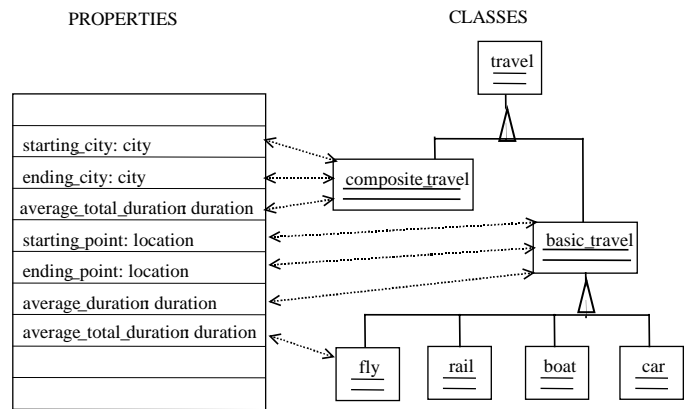 PROPERTIES
CLASSES
travel
starting_city: city
ending_city: city
average_total_duration: duration
starting_point: location
ending_point: location
average_duration: duration
average_total_duration: duration
composite_travel
basic_travel
fly
rail
boat
car